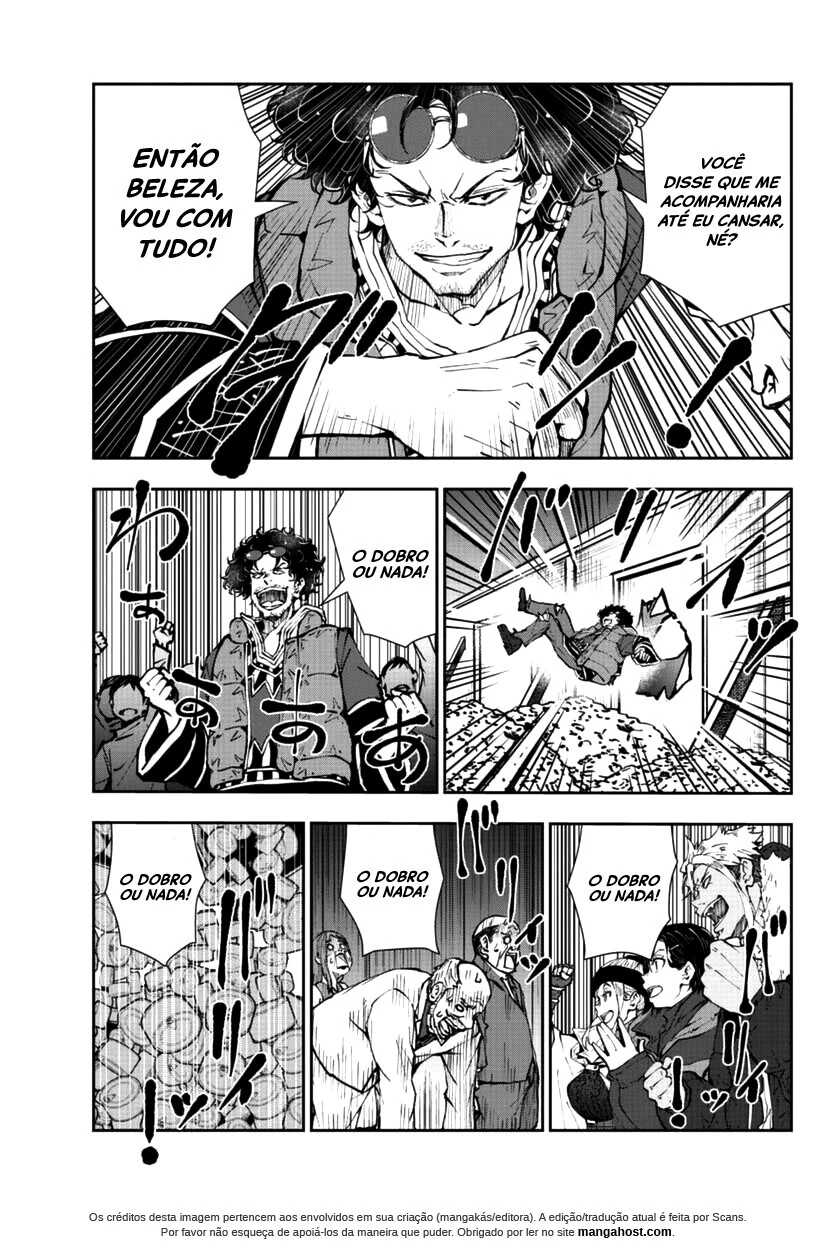 VOCÊ
DISSE QUE ME
ACOMPANHARIA
ATÉ EU CANSAR,
NÉ?
ENTÃO
BELEZA,
VOU COM
TUDO!
O DOBRO
OU NADA!
わあああ
O DOBRO
OU NADA!
O DOBRO
OU NADA!
O DOBRO
OU NADA!
Os créditos desta imagem pertencem aos envolvidos em sua criação (mangakás/editora). A edição/tradução atual é feita por Scans.
Por favor não esqueça de apoiá-los da maneira que puder. Obrigado por ler no site mangahost.com.